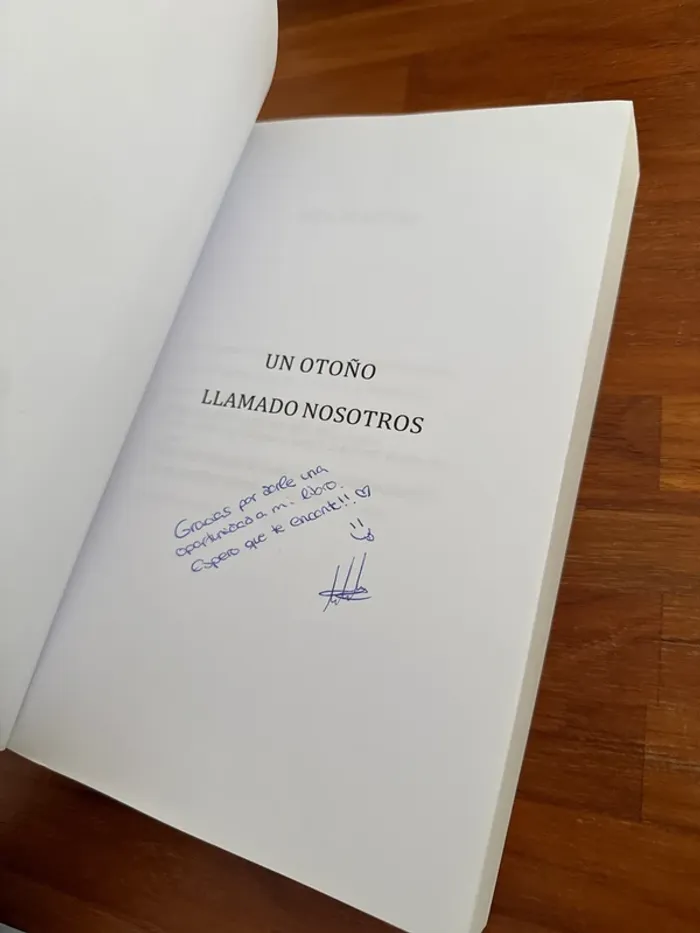 UN OTOÑO
LLAMADO NOSOTROS
Gracias por darle una
oportunidad a mi libro.
Espero que te encante!! ♡